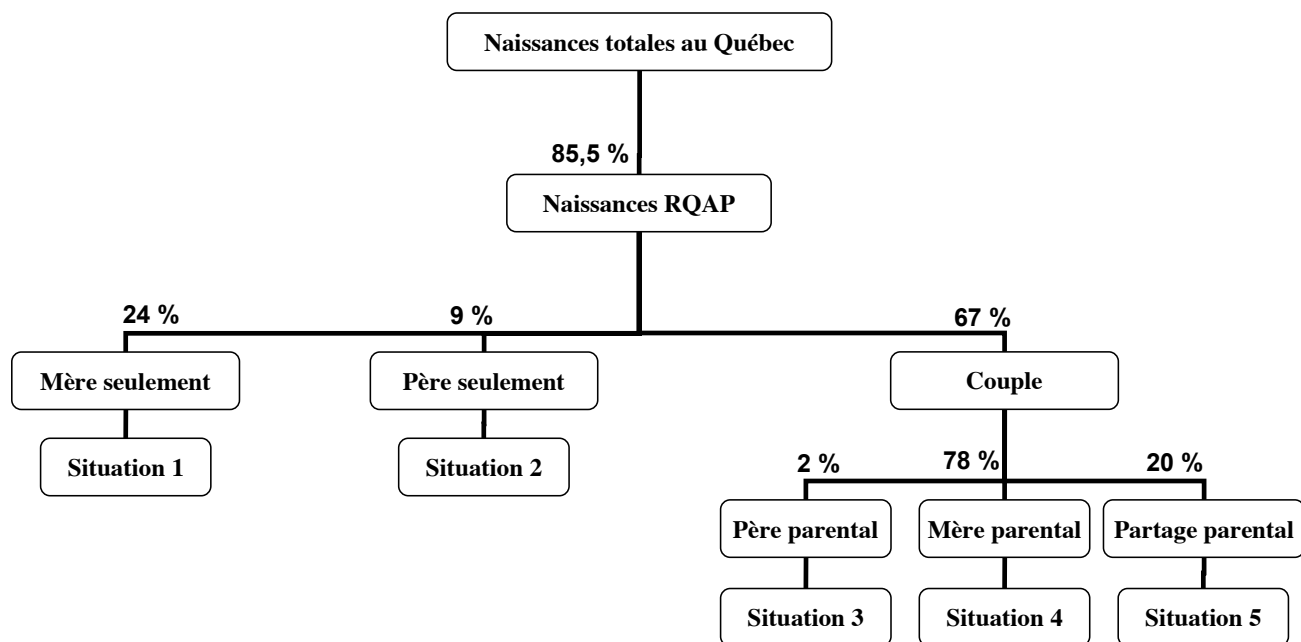 Naissances totales au Québec
85,5 %
Naissances RQAP
24 %
9 %
67 %
Mère seulement
Père seulement
Couple
Situation 1
Situation 2
2 %
78 %
20 %
Père parental
Mère parental
Partage parental
Situation 3
Situation 4
Situation 5